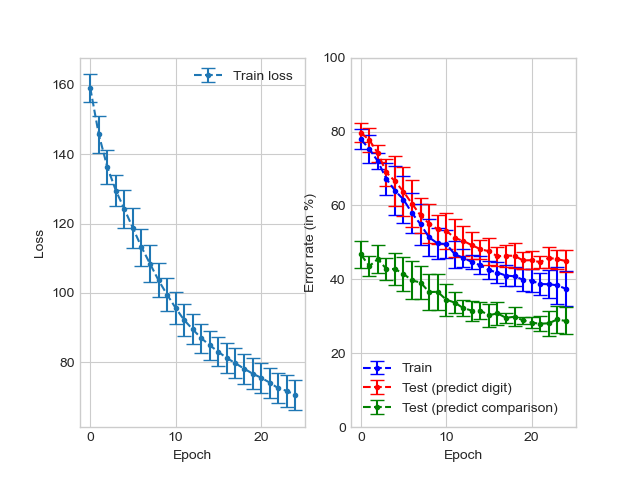 Train loss
160
140
120
100
80
0
10
20
Loss
Epoch
100
80
60
40
20
0
0
10
20
Error rate (in %)
Epoch
Train
Test (predict digit)
Test (predict comparison)